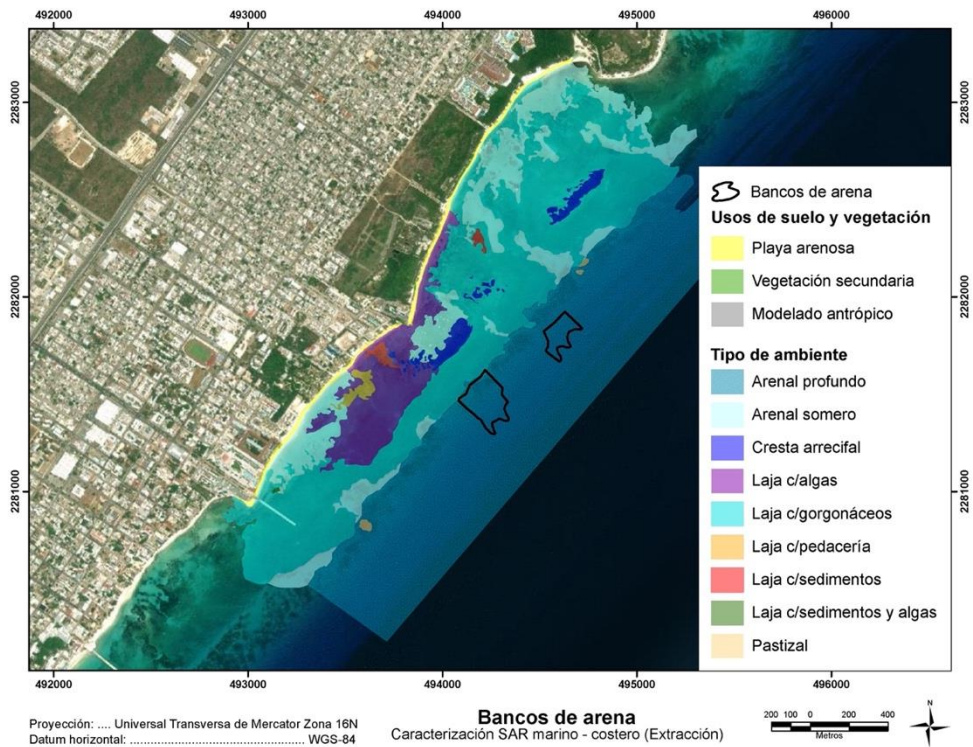 492000 493000 494000 495000 496000
2283000 2283000
2282000 2282000
2281000 2281000
Bancos de arena
Usos de suelo y vegetación
Playa arenosa
Vegetación secundaria
Modelado antrópico
Tipo de ambiente
Arenal profundo
Arenal somero
Cresta arrecifal
Laja c/algas
Laja c/gorgonáceos
Laja c/pedacería
Laja c/sedimentos
Laja c/sedimentos y algas
Pastizal
492000 493000 494000 495000 496000
Proyección: .... Universal Transversa de Mercator Zona 16N
Datum horizontal: ................................................ WGS-84
Bancos de arena
Caracterización SAR marino - costero (Extracción)
200 100 0 200 400
Metros
N